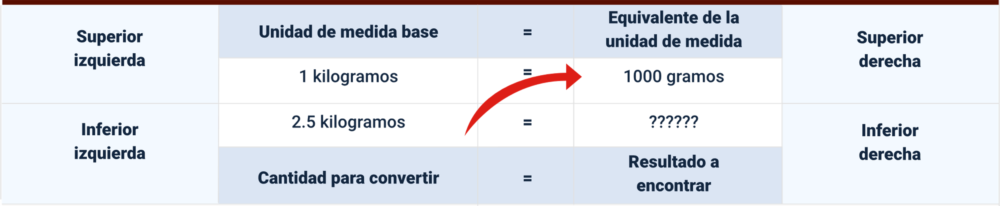 Superior
izquierda
Unidad de medida base
=
Equivalente de la
unidad de medida
Superior
derecha
1 kilogramos
=
1000 gramos
Inferior
izquierda
2.5 kilogramos
=
??????
Inferior
derecha
Cantidad para convertir
=
Resultado a
encontrar